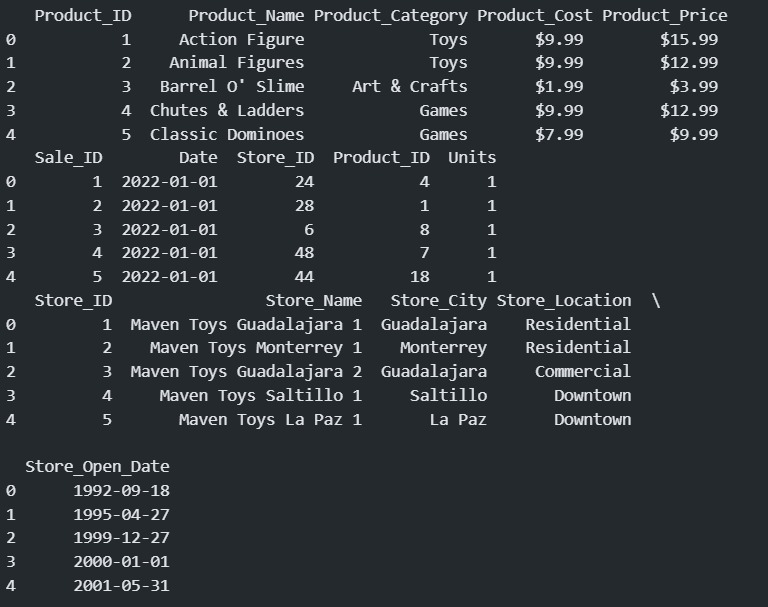 Product_ID Product_Name Product_Category Product_Cost Product_Price
0 1 Action Figure Toys $9.99 $15.99
1 2 Animal Figures Toys $9.99 $12.99
2 3 Barrel O' Slime Art & Crafts $1.99 $3.99
3 4 Chutes & Ladders Games $9.99 $12.99
4 5 Classic Dominoes Games $7.99 $9.99
Sale_ID Date Store_ID Product_ID Units
0 1 2022-01-01 24 4 1
1 2 2022-01-01 28 1 1
2 3 2022-01-01 6 8 1
3 4 2022-01-01 48 7 1
4 5 2022-01-01 44 18 1
Store_ID Store_Name Store_City Store_Location \
0 1 Maven Toys Guadalajara 1 Guadalajara Residential
1 2 Maven Toys Monterrey 1 Monterrey Residential
2 3 Maven Toys Guadalajara 2 Guadalajara Commercial
3 4 Maven Toys Saltillo 1 Saltillo Downtown
4 5 Maven Toys La Paz 1 La Paz Downtown
Store_Open_Date
0 1992-09-18
1 1995-04-27
2 1999-12-27
3 2000-01-01
4 2001-05-31